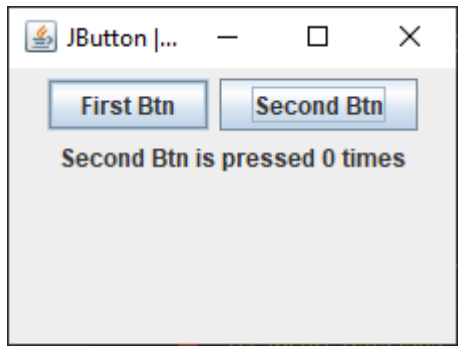 JButton |...
First Btn Second Btn
Second Btn is pressed 0 times